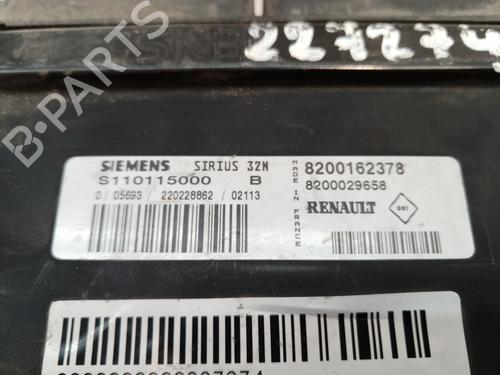 227274
SIEMENS SIRIUS 32N
S110115000 B
0 / 05693 / 220228862 / 02113
MADE IN FRANCE
8200162378
8200029658
RENAULT
B-PARTS